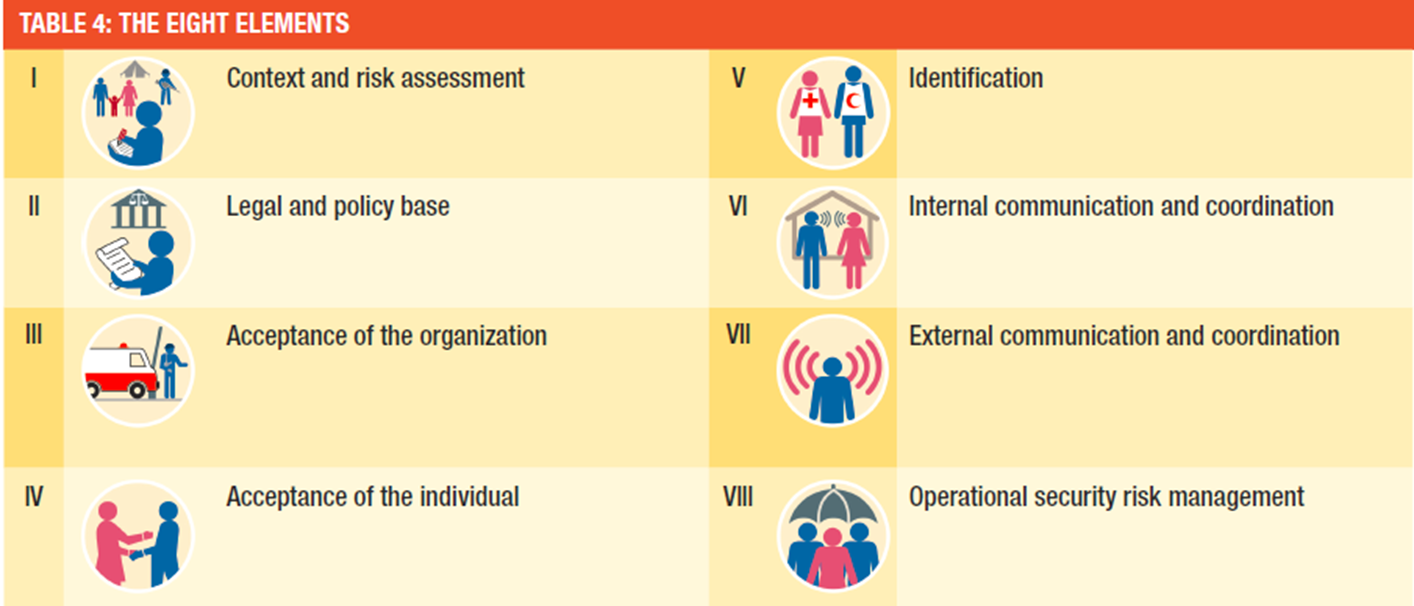 TABLE 4: THE EIGHT ELEMENTS
I
Context and risk assessment
II
Legal and policy base
III
Acceptance of the organization
IV
Acceptance of the individual
V
Identification
VI
Internal communication and coordination
VII
External communication and coordination
VIII
Operational security risk management